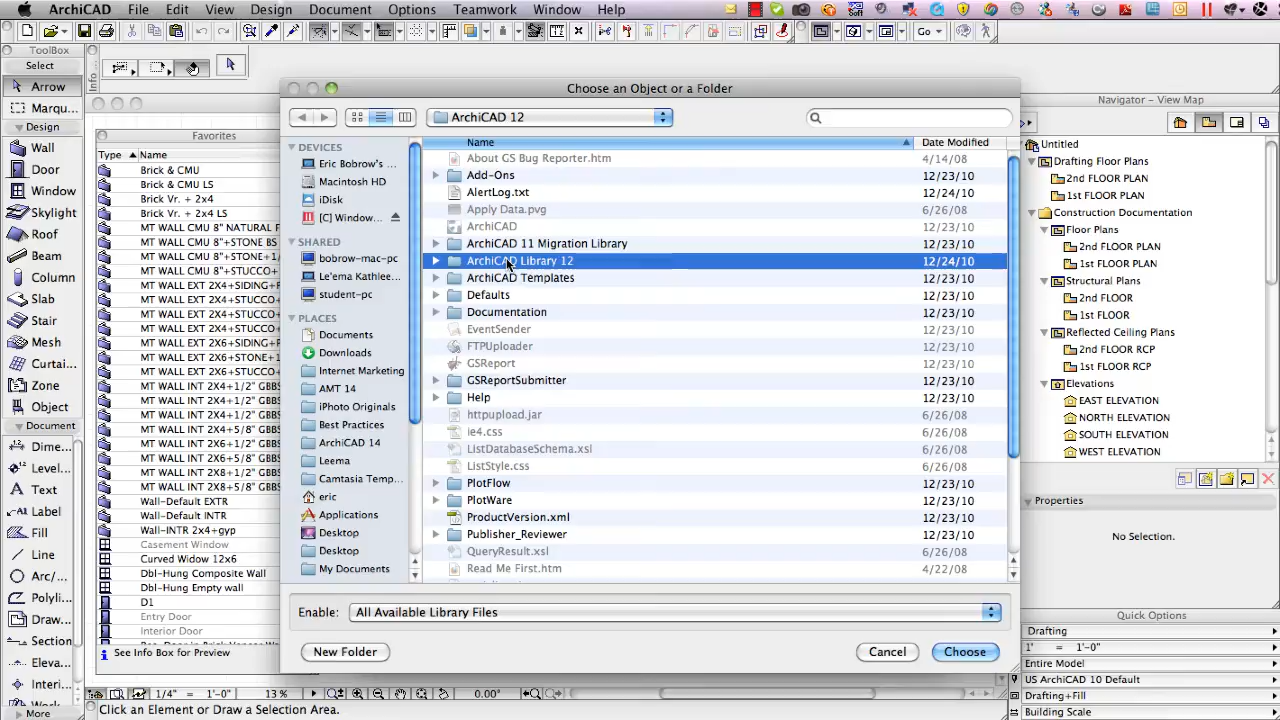 ArchiCAD File Edit View Design Document Options Teamwork Window Help
ToolBox
Select
Arrow
Marqu...
Design
Wall
Door
Window
Skylight
Roof
Beam
Column
Slab
Stair
Mesh
Curtai...
Zone
Object
Document
Dime...
Level...
Text
Label
Fill
Line
Arc/...
Polyli...
Draw...
Section
Eleva...
Interi...
More
Info
Favorites
Type Name
Brick & CMU
Brick & CMU LS
Brick Vr. + 2x4
Brick Vr. + 2x4 LS
MT WALL CMU 8" NATURAL F
MT WALL CMU 8"+STONE BS
MT WALL CMU 8"+STONE+
MT WALL CMU 8"+STUCCO+
MT WALL EXT 2X4+SIDING+
MT WALL EXT 2X4+STUCCO
MT WALL EXT 2X6+SIDING+
MT WALL EXT 2X6+STONE+
MT WALL EXT 2X6+STUCCO
MT WALL INT 2X4+1/2" GBBS
MT WALL INT 2X4+1/2" GBBS
MT WALL INT 2X4+5/8" GBBS
MT WALL INT 2X4+5/8" GBBS
MT WALL INT 2X6+1/2" GBBS
MT WALL INT 2X6+1/2" GBBS
MT WALL INT 2X6+5/8" GBBS
MT WALL INT 2X6+5/8" GBBS
MT WALL INT 2X8+1/2" GBBS
MT WALL INT 2X8+5/8" GBBS
Wall-Default EXTR
Wall-Default INTR
Wall-INTR 2x4+gyp
Casement Window
Curved Widow 12x6
Dbl-Hung Composite Wall
Dbl-Hung Empty wall
D1
Entry Door
Interior Door
See Info Box for Preview
Choose an Object or a Folder
ArchiCAD 12
DEVICES
Eric Bobrow's ...
Macintosh HD
iDisk
[C] Window...
SHARED
bobrow-mac-pc
Le'ema Kathlee...
student-pc
PLACES
Documents
Downloads
Internet Marketing
AMT 14
iPhoto Originals
Best Practices
ArchiCAD 14
Leema
Camtasia Temp...
eric
Applications
Desktop
Desktop
My Documents
Name Date Modified
About GS Bug Reporter.htm 4/14/08
Add-Ons 12/23/10
AlertLog.txt 12/24/10
Apply Data.pvg 6/26/08
ArchiCAD 12/23/10
ArchiCAD 11 Migration Library 12/23/10
ArchiCAD Library 12 12/24/10
ArchiCAD Templates 12/23/10
Defaults 12/23/10
Documentation 12/23/10
EventSender 12/23/10
FTPUploader 12/23/10
GSReport 12/23/10
GSReportSubmitter 12/23/10
Help 12/23/10
httpupload.jar 6/26/08
ie4.css 6/26/08
ListDatabaseSchema.xsl 6/26/08
ListStyle.css 6/26/08
PlotFlow 12/23/10
PlotWare 12/23/10
ProductVersion.xml 12/23/10
Publisher_Reviewer 12/23/10
QueryResult.xsl 6/26/08
Read Me First.htm 4/22/08
Enable: All Available Library Files
New Folder Cancel Choose
Go
Navigator - View Map
Untitled
Drafting Floor Plans
2nd FLOOR PLAN
1st FLOOR PLAN
Construction Documentation
Floor Plans
2nd FLOOR PLAN
1st FLOOR PLAN
Structural Plans
2nd FLOOR
1st FLOOR
Reflected Ceiling Plans
2nd FLOOR RCP
1st FLOOR RCP
Elevations
EAST ELEVATION
NORTH ELEVATION
SOUTH ELEVATION
WEST ELEVATION
Properties
No Selection.
Quick Options
Drafting
1' = 1'-0"
Entire Model
US ArchiCAD 10 Default
Drafting+Fill
Building Scale
1/4" = 1'-0" 13 % 0.00°
Click an Element or Draw a Selection Area.